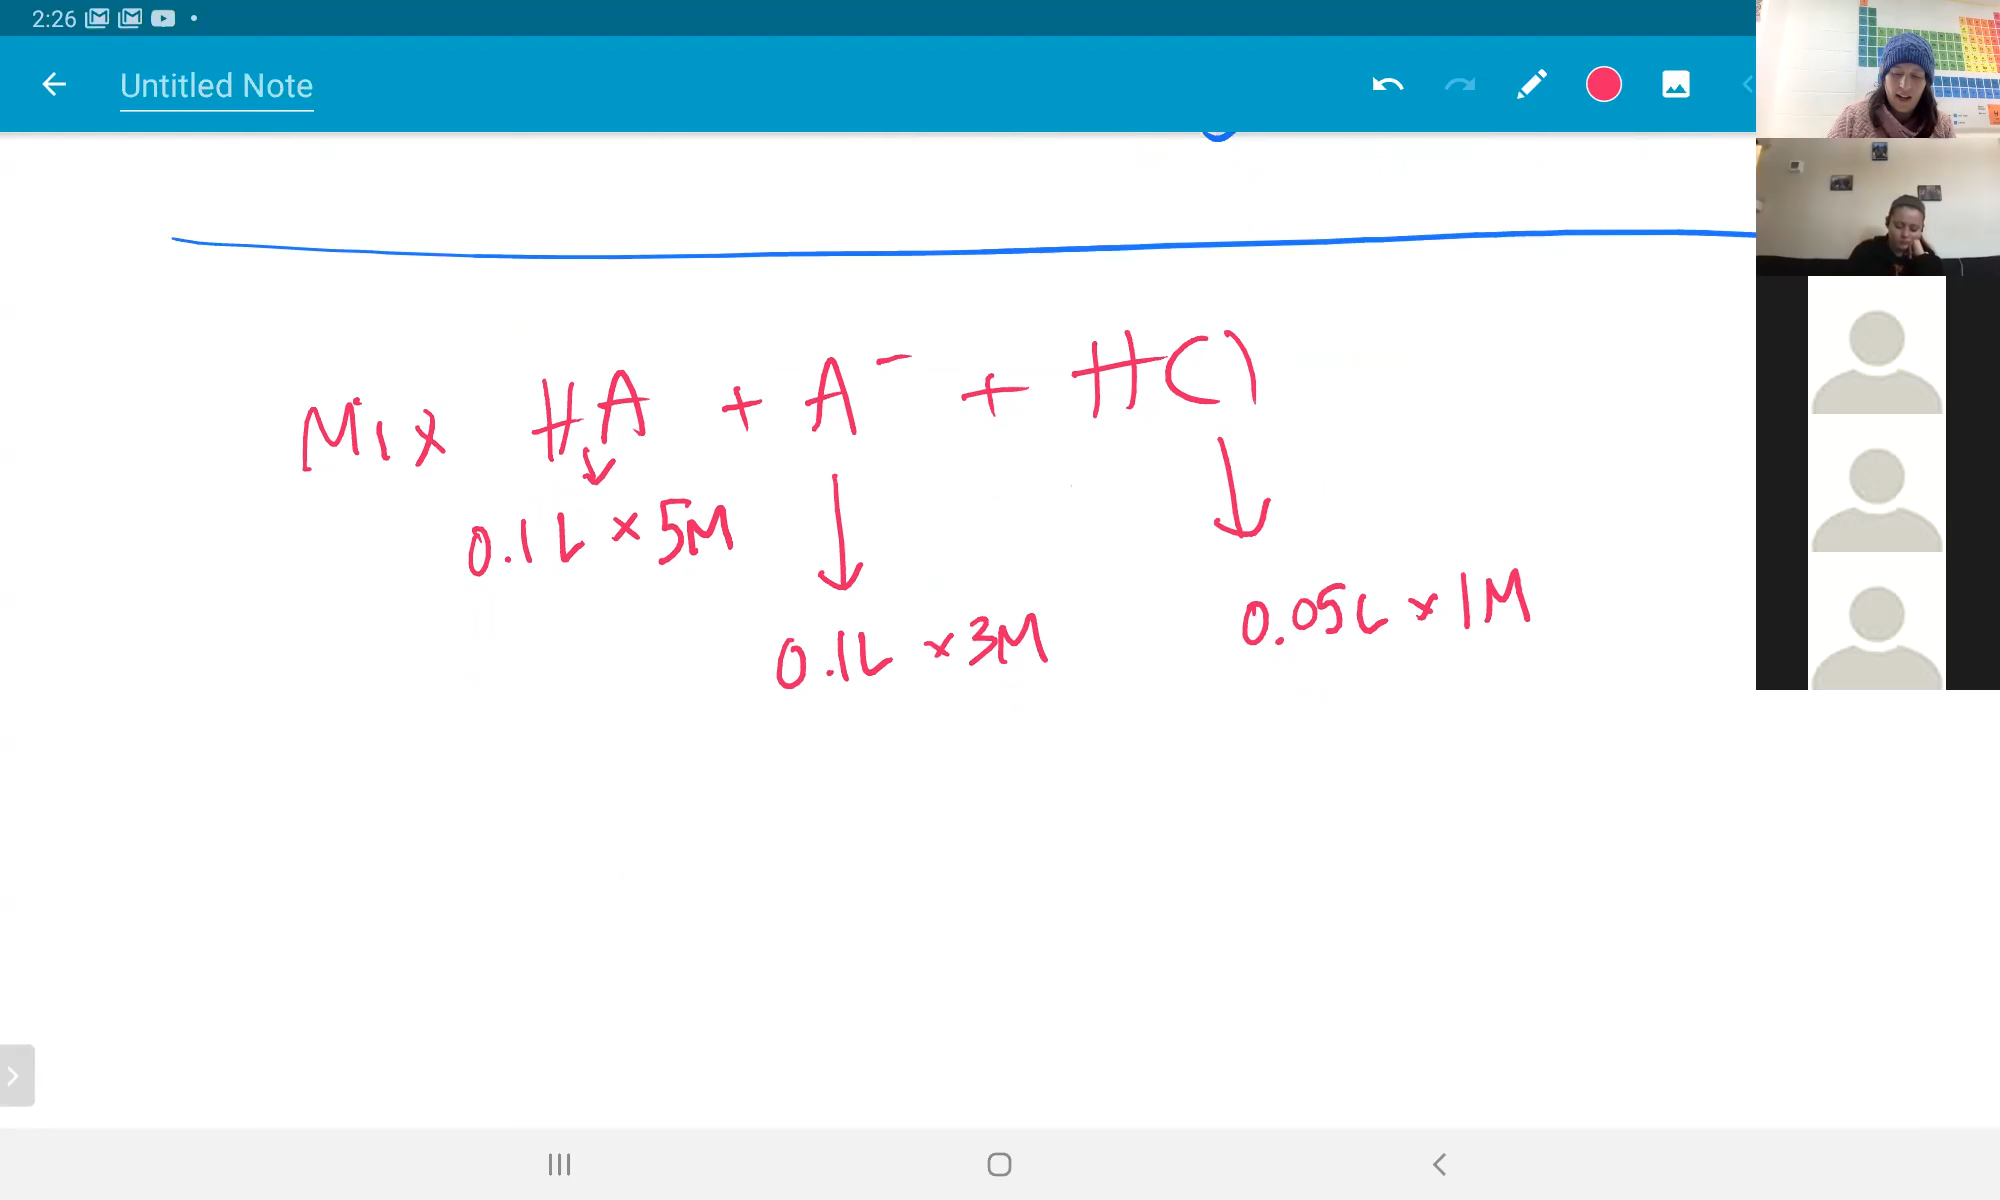 2:26
Untitled Note
Mix HA + A⁻ + HCl
0.1L × 5M
0.1L × 3M
0.05L × 1M